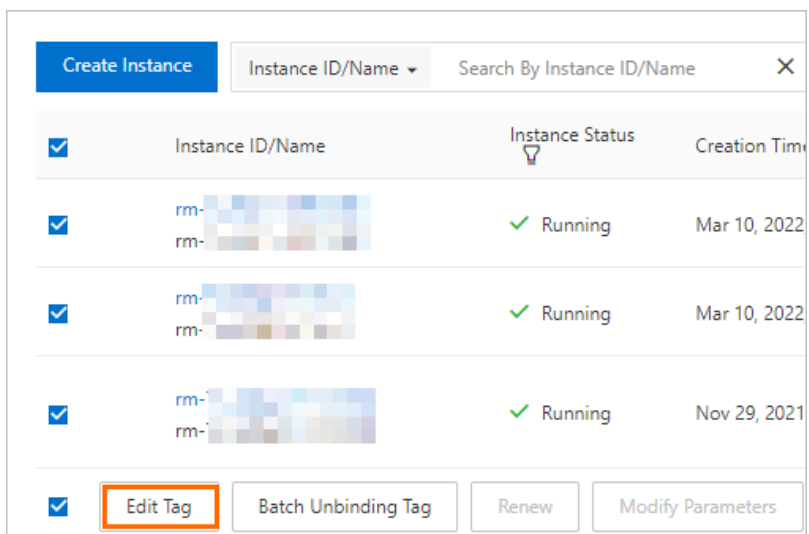 Create Instance
Instance ID/Name
Search By Instance ID/Name
Instance ID/Name
Instance Status
Creation Tim
rm-
rm-
Running
Mar 10, 2022
rm-
rm-
Running
Mar 10, 2022
rm-
rm-
Running
Nov 29, 2021
Edit Tag
Batch Unbinding Tag
Renew
Modify Parameters